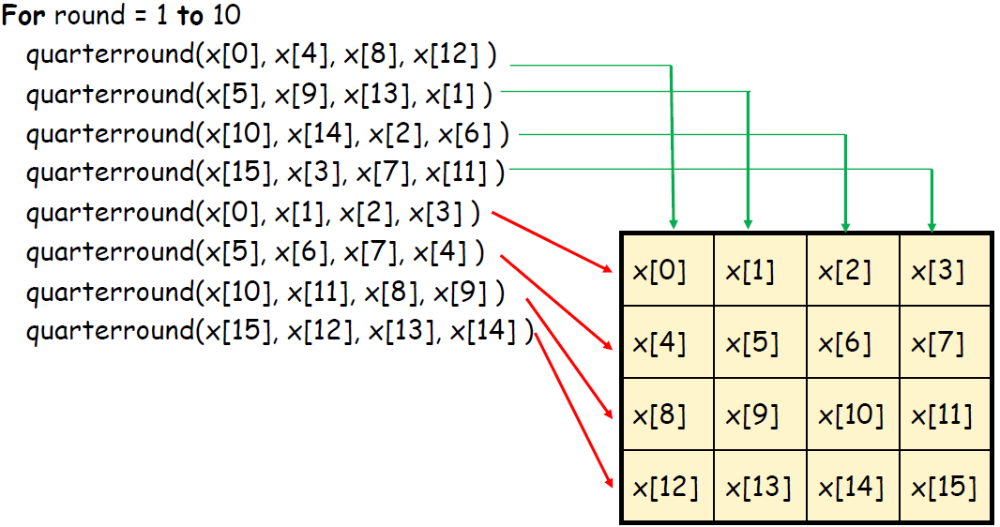 For round = 1 to 10
quarterround(x[0], x[4], x[8], x[12] )
quarterround(x[5], x[9], x[13], x[1] )
quarterround(x[10], x[14], x[2], x[6] )
quarterround(x[15], x[3], x[7], x[11] )
quarterround(x[0], x[1], x[2], x[3] )
quarterround(x[5], x[6], x[7], x[4] )
quarterround(x[10], x[11], x[8], x[9] )
quarterround(x[15], x[12], x[13], x[14] )
x[0] x[1] x[2] x[3]
x[4] x[5] x[6] x[7]
x[8] x[9] x[10] x[11]
x[12] x[13] x[14] x[15]